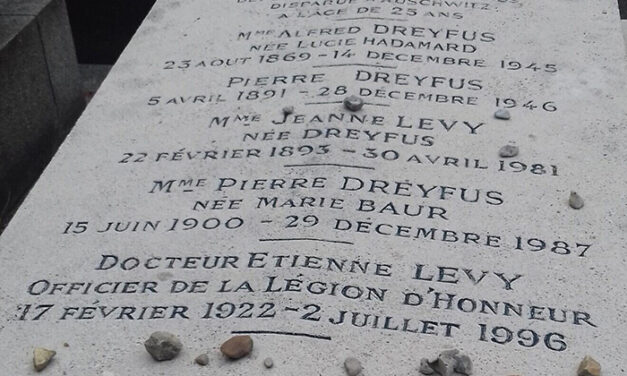 DISPARUE À AUSCHWITZ
A L'ÂGE DE 25 ANS
MME ALFRED DREYFUS
NÉE LUCIE HADAMARD
23 AOUT 1869 - 14 DÉCEMBRE 1945
PIERRE DREYFUS
5 AVRIL 1891 - 28 DÉCEMBRE 1946
MME JEANNE LEVY
NÉE DREYFUS
22 FÉVRIER 1893 - 30 AVRIL 1981
MME PIERRE DREYFUS
NÉE MARIE BAUR
15 JUIN 1900 - 29 DÉCEMBRE 1987
DOCTEUR ETIENNE LEVY
OFFICIER DE LA LÉGION D'HONNEUR
17 FÉVRIER 1922 - 2 JUILLET 1996